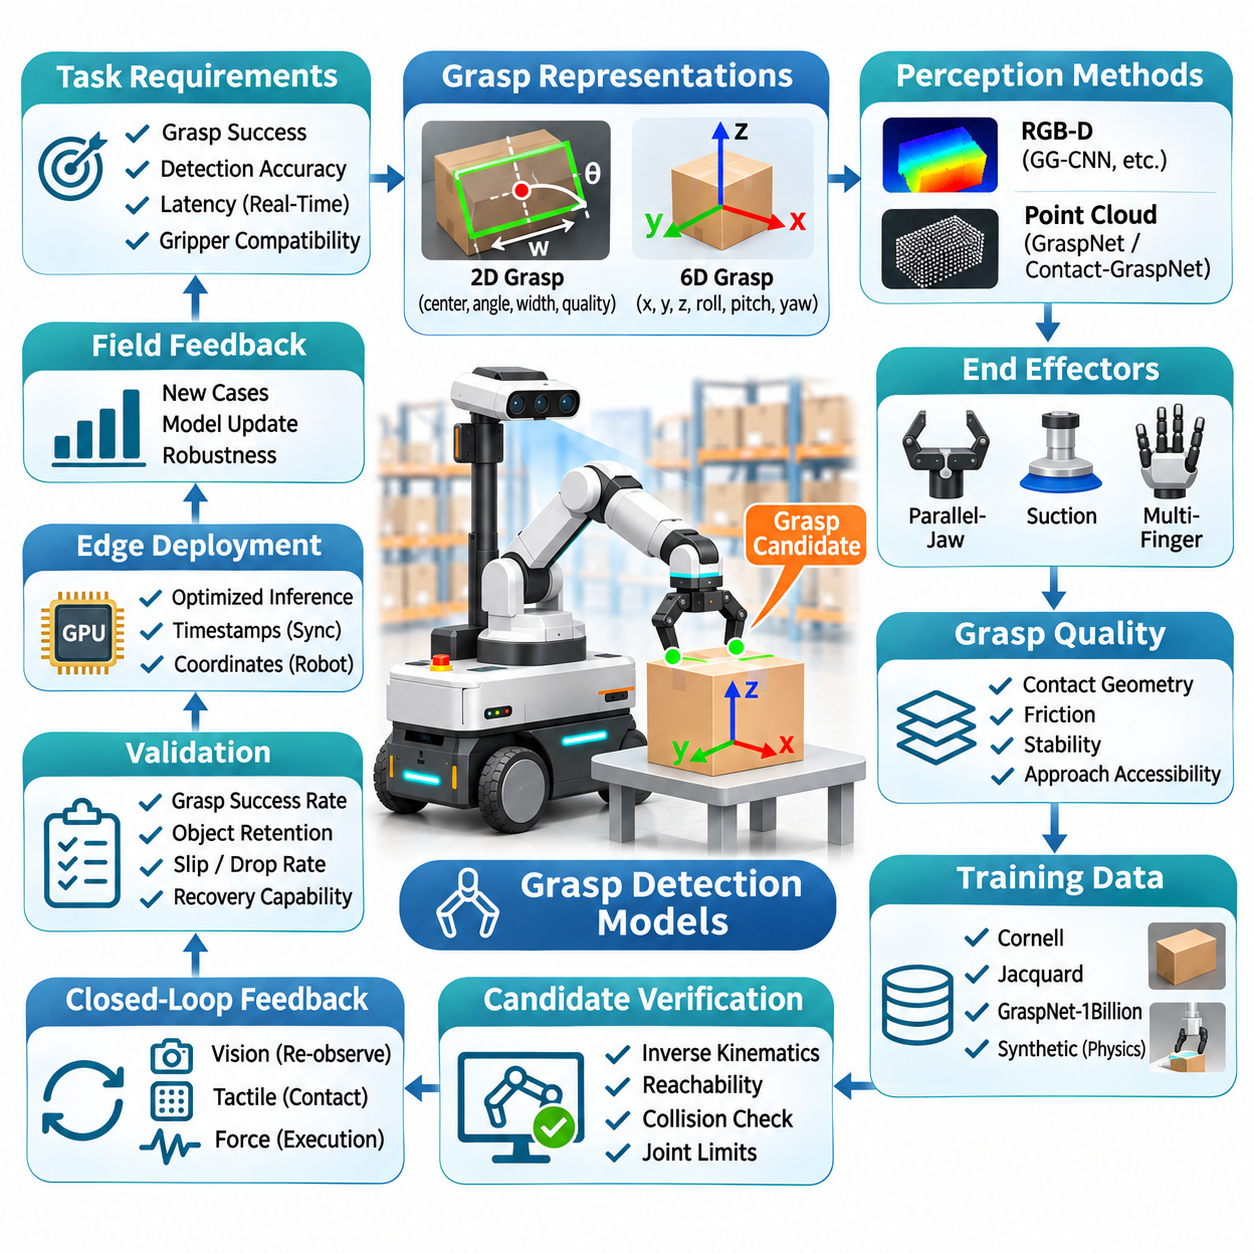 Task Requirements
Grasp Success
Detection Accuracy
Latency (Real-Time)
Gripper Compatibility
Grasp Representations
θ
w
2D Grasp
(center, angle, width, quality)
z
y
x
6D Grasp
(x, y, z, roll, pitch, yaw)
Perception Methods
RGB-D
(GG-CNN, etc.)
Point Cloud
(GraspNet /
Contact-GraspNet)
End Effectors
Parallel-
Jaw
Suction
Multi-
Finger
Grasp Quality
Contact Geometry
Friction
Stability
Approach Accessibility
Training Data
Cornell
Jacquard
GraspNet-1Billion
Synthetic (Physics)
Candidate Verification
Inverse Kinematics
Reachability
Collision Check
Joint Limits
Closed-Loop Feedback
Vision (Re-observe)
Tactile (Contact)
Force (Execution)
Validation
Grasp Success Rate
Object Retention
Slip / Drop Rate
Recovery Capability
Edge Deployment
GPU
Optimized Inference
Timestamps (Sync)
Coordinates (Robot)
Field Feedback
New Cases
Model Update
Robustness
Grasp
Candidate
z
y
x
Grasp Detection
Models